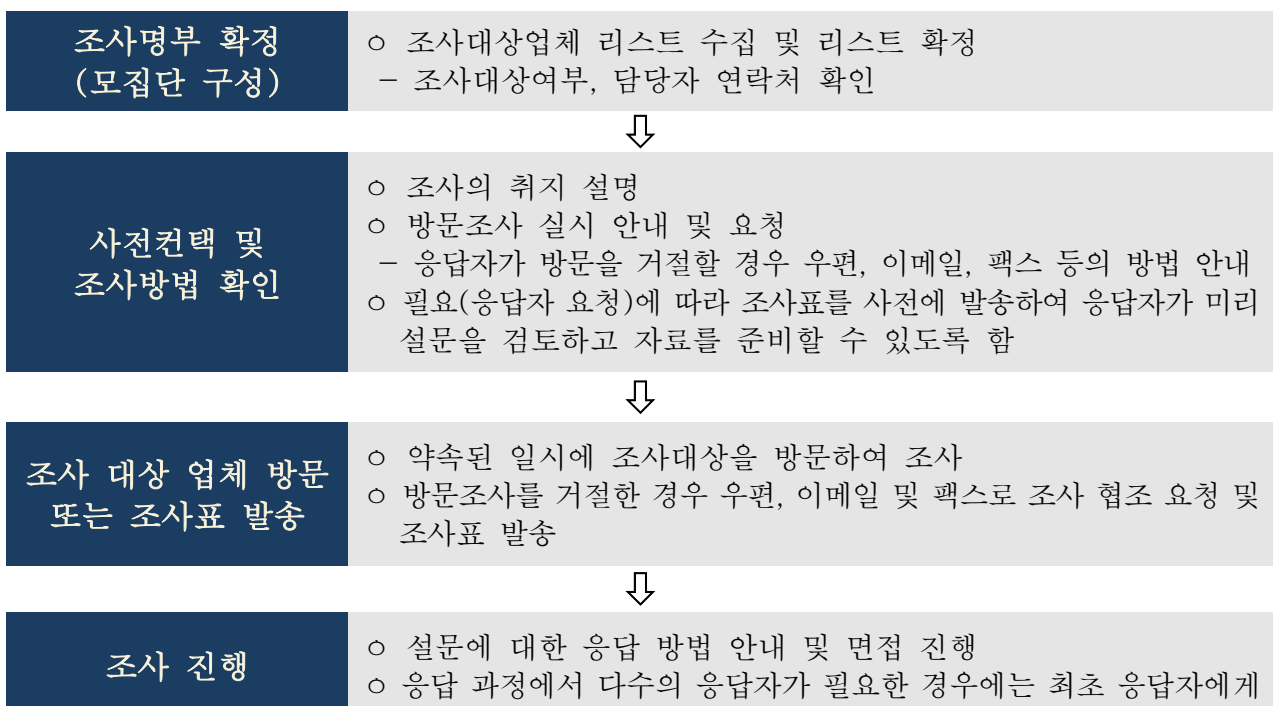 조사명부 확정
(모집단 구성)
ㅇ 조사대상업체 리스트 수집 및 리스트 확정
- 조사대상여부, 담당자 연락처 확인
사전컨택 및
조사방법 확인
ㅇ 조사의 취지 설명
ㅇ 방문조사 실시 안내 및 요청
- 응답자가 방문을 거절할 경우 우편, 이메일, 팩스 등의 방법 안내
ㅇ 필요(응답자 요청)에 따라 조사표를 사전에 발송하여 응답자가 미리
설문을 검토하고 자료를 준비할 수 있도록 함
조사 대상 업체 방문
또는 조사표 발송
ㅇ 약속된 일시에 조사대상을 방문하여 조사
ㅇ 방문조사를 거절한 경우 우편, 이메일 및 팩스로 조사 협조 요청 및
조사표 발송
조사 진행
ㅇ 설문에 대한 응답 방법 안내 및 면접 진행
ㅇ 응답 과정에서 다수의 응답자가 필요한 경우에는 최초 응답자에게